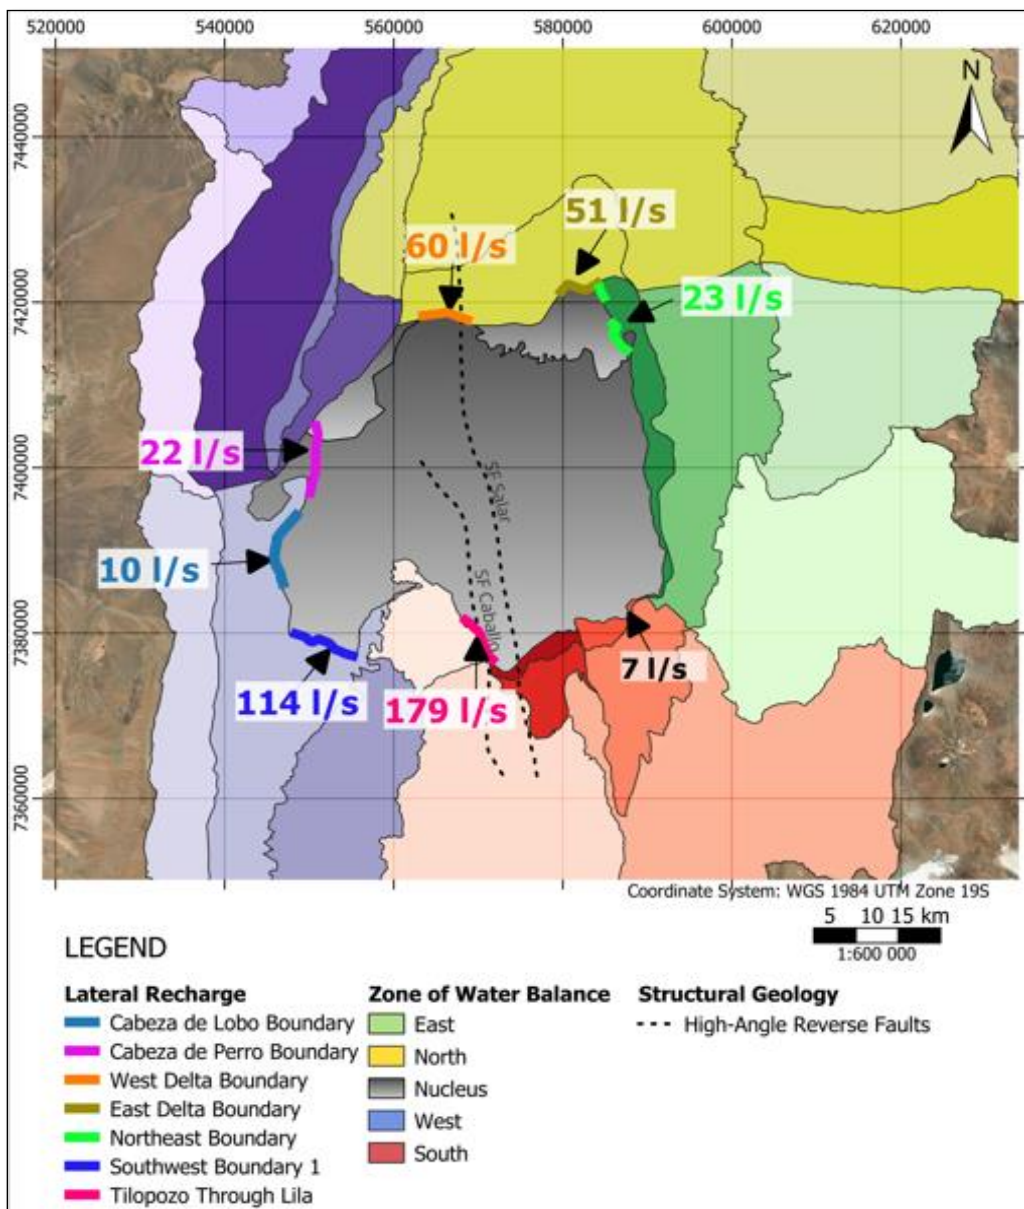 520000 540000 560000 580000 600000 620000
N
7440000
7420000
7400000
7380000
7360000
51 l/s
60 l/s
23 l/s
22 l/s
SF Salar
10 l/s
SF Caballo
7 l/s
114 l/s
179 l/s
Coordinate System: WGS 1984 UTM Zone 19S
5 10 15 km
1:600 000
LEGEND
Lateral Recharge
Cabeza de Lobo Boundary
Cabeza de Perro Boundary
West Delta Boundary
East Delta Boundary
Northeast Boundary
Southwest Boundary 1
Tilopozo Through Lila
Zone of Water Balance
East
North
Nucleus
West
South
Structural Geology
High-Angle Reverse Faults